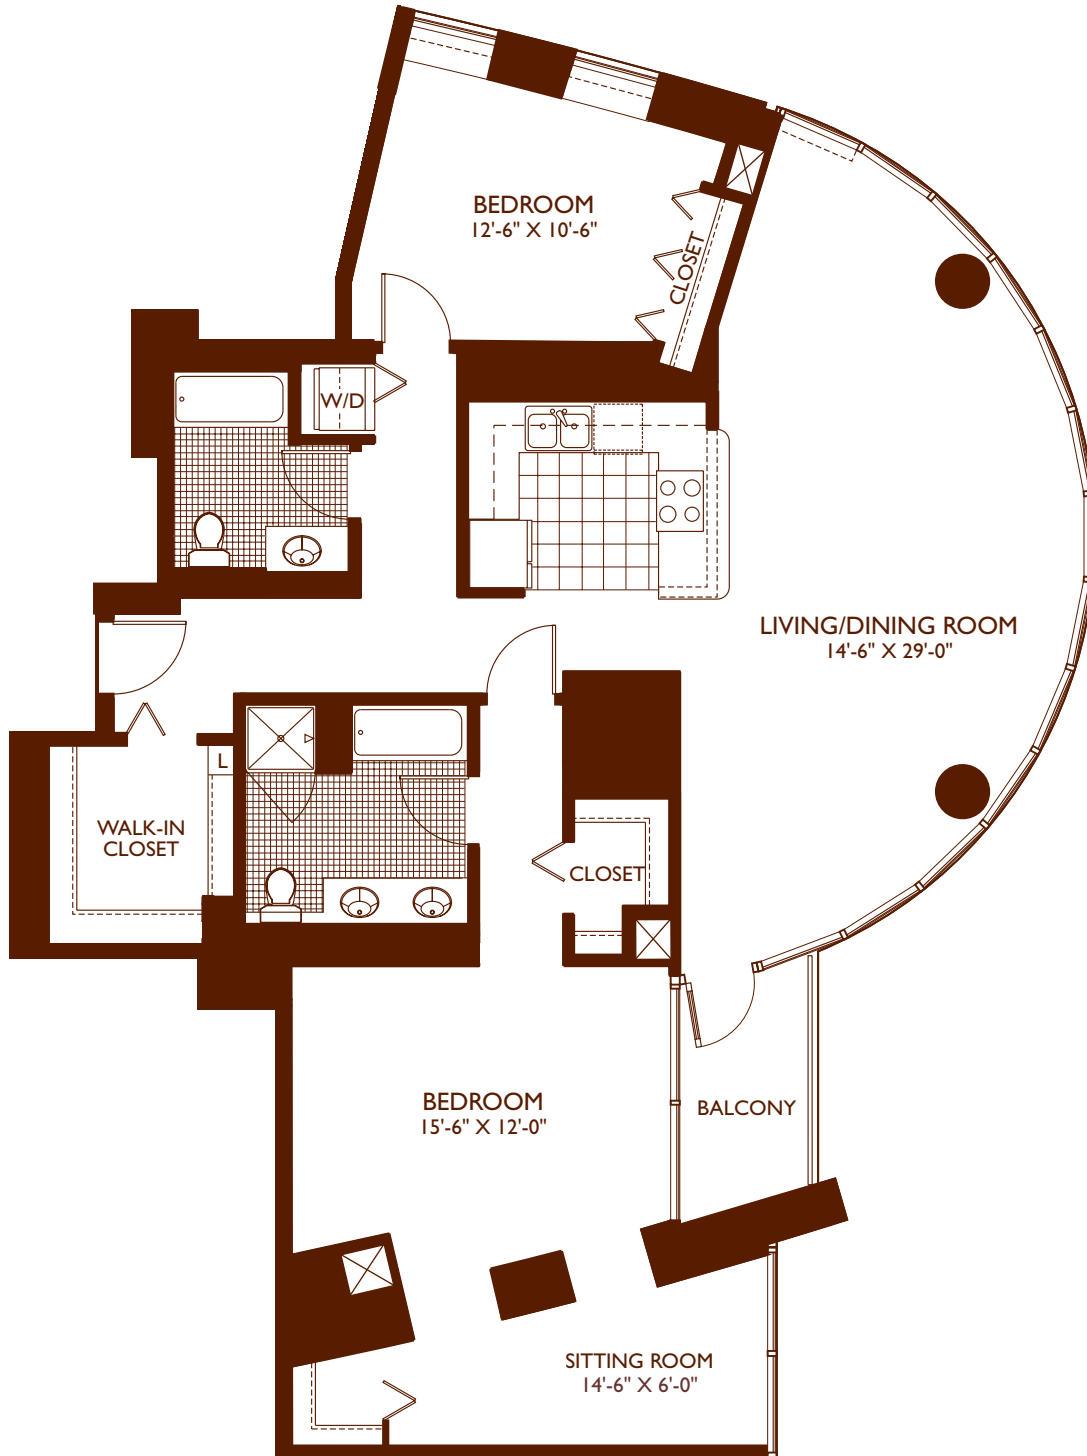 BEDROOM
12'-6" X 10'-6"
CLOSET
W/D
LIVING/DINING ROOM
14'-6" X 29'-0"
L
WALK-IN
CLOSET
CLOSET
BEDROOM
15'-6" X 12'-0"
BALCONY
SITTING ROOM
14'-6" X 6'-0"